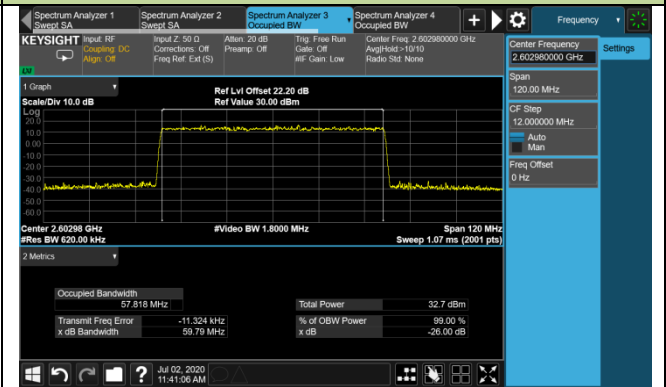 Spectrum Analyzer 1 Swept SA
Spectrum Analyzer 2 Swept SA
Spectrum Analyzer 3 Occupied BW
Spectrum Analyzer 4 Occupied BW
Frequency
KEYSIGHT
Input: RF
Coupling: DC
Align: Off
Input Z: 50 Ω
Corrections: Off
Freq Ref: Ext (S)
Atten: 20 dB
Preamp: Off
Trig: Free Run
Gate: Off
#IF Gain: Low
Center Freq: 2.602980000 GHz
Avg|Hold:>10/10
Radio Std: None
Center Frequency
2.602980000 GHz
Settings
Span
120.00 MHz
CF Step
12.000000 MHz
Auto
Man
Freq Offset
0 Hz
1 Graph
Scale/Div 10.0 dB
Ref Lvl Offset 22.20 dB
Ref Value 30.00 dBm
Log
20.0
10.0
0.00
-10.0
-20.0
-30.0
-40.0
-50.0
-60.0
Center 2.60298 GHz
#Res BW 620.00 kHz
#Video BW 1.8000 MHz
Span 120 MHz
Sweep 1.07 ms (2001 pts)
2 Metrics
Occupied Bandwidth
57.818 MHz
Total Power 32.7 dBm
Transmit Freq Error -11.324 kHz
% of OBW Power 99.00 %
x dB Bandwidth 59.79 MHz
x dB -26.00 dB
Jul 02, 2020
11:41:06 AM